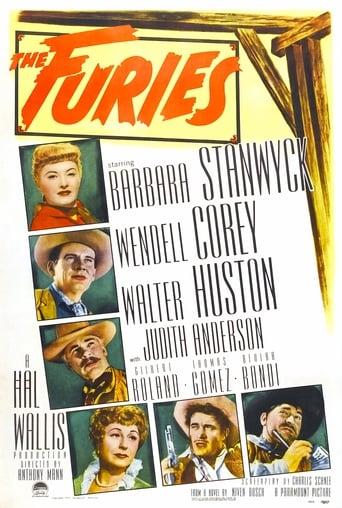 THE
FURIES
starring
BARBARA STANWYCK
WENDELL COREY
WALTER HUSTON
with JUDITH ANDERSON
GILBERT THOMAS BEULAH
ROLAND · GOMEZ · BONDI
A
HAL
WALLIS
PRODUCTION
DIRECTED BY
ANTHONY MANN
SCREENPLAY BY CHARLES SCHNEE
FROM A NOVEL BY NIVEN BUSCH
A PARAMOUNT PICTURE